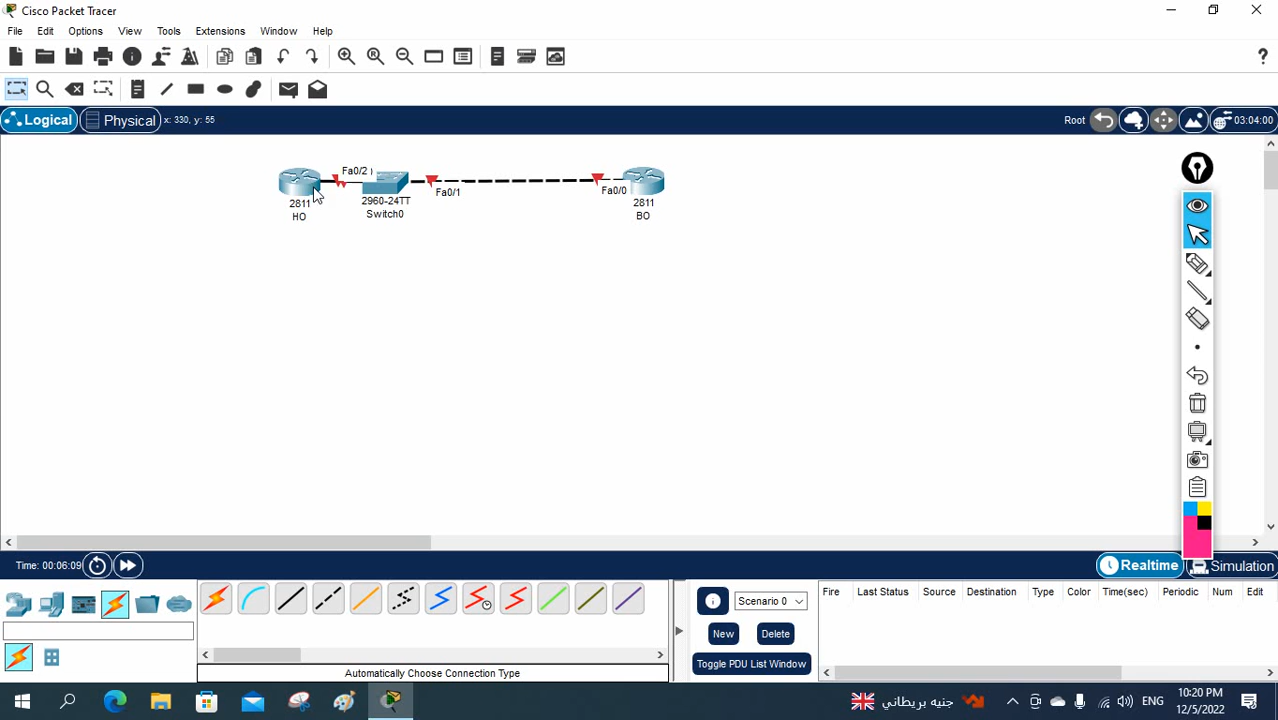 Cisco Packet Tracer
File Edit Options View Tools Extensions Window Help
Logical Physical x: 330, y: 55 Root 03:04:00
Fa0/2
2811
HO
2960-24TT
Switch0
Fa0/1
Fa0/0
2811
BO
Time: 00:06:09 Realtime Simulation
Scenario 0
New Delete
Toggle PDU List Window
Fire Last Status Source Destination Type Color Time(sec) Periodic Num Edit
Automatically Choose Connection Type
جنيه بريطاني
ENG
10:20 PM
12/5/2022